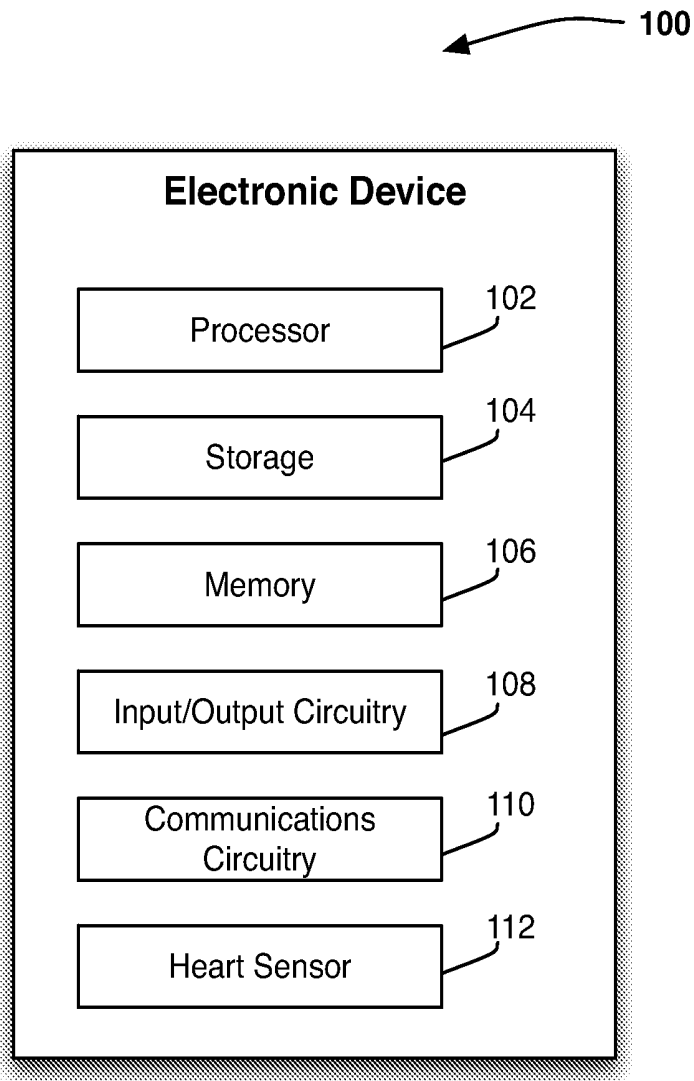 100
Electronic Device
102
Processor
104
Storage
106
Memory
108
Input/Output Circuitry
110
Communications
Circuitry
112
Heart Sensor